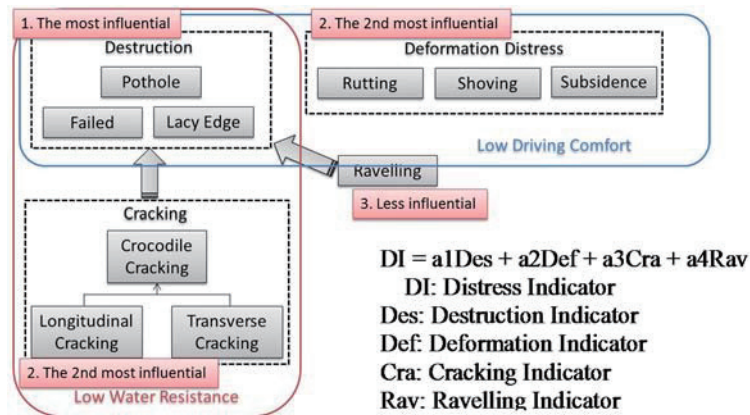 1. The most influential
Destruction
Pothole
Failed
Lacy Edge
2. The 2nd most influential
Deformation Distress
Rutting
Shoving
Subsidence
Low Driving Comfort
Ravelling
3. Less influential
Cracking
Crocodile
Cracking
Longitudinal
Cracking
Transverse
Cracking
2. The 2nd most influential
Low Water Resistance
DI = a1Des + a2Def + a3Cra + a4Rav
DI: Distress Indicator
Des: Destruction Indicator
Def: Deformation Indicator
Cra: Cracking Indicator
Rav: Ravelling Indicator